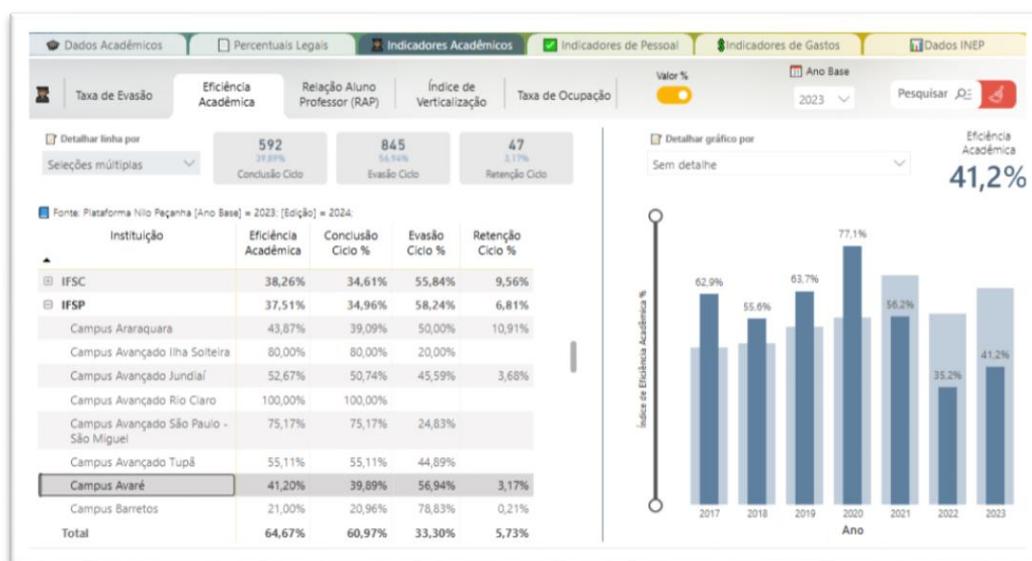 Dados Acadêmicos
Percentuais Legais
Indicadores Acadêmicos
Indicadores de Pessoal
Indicadores de Gastos
Dados INEP
Taxa de Evasão
Eficiência
Acadêmica
Relação Aluno
Professor (RAP)
Índice de
Verticalização
Taxa de Ocupação
Valor %
Ano Base
2023
Pesquisar
Detalhar linha por
Seleções múltiplas
592
39,89%
Conclusão Ciclo
845
56,94%
Evasão Ciclo
47
3,17%
Retenção Ciclo
Fonte: Plataforma Nilo Peçanha [Ano Base] = 2023; [Edição] = 2024;
Instituição Eficiência Acadêmica Conclusão Ciclo % Evasão Ciclo % Retenção Ciclo %
IFSC 38,26% 34,61% 55,84% 9,56%
IFSP 37,51% 34,96% 58,24% 6,81%
Campus Araraquara 43,87% 39,09% 50,00% 10,91%
Campus Avançado Ilha Solteira 80,00% 80,00% 20,00%
Campus Avançado Jundiaí 52,67% 50,74% 45,59% 3,68%
Campus Avançado Rio Claro 100,00% 100,00%
Campus Avançado São Paulo - São Miguel 75,17% 75,17% 24,83%
Campus Avançado Tupã 55,11% 55,11% 44,89%
Campus Avaré 41,20% 39,89% 56,94% 3,17%
Campus Barretos 21,00% 20,96% 78,83% 0,21%
Total 64,67% 60,97% 33,30% 5,73%
Detalhar gráfico por
Sem detalhe
Eficiência
Acadêmica
41,2%
Índice de Eficiência Acadêmica %
62,9%
55,6%
63,7%
77,1%
56,2%
35,2%
41,2%
2017 2018 2019 2020 2021 2022 2023
Ano